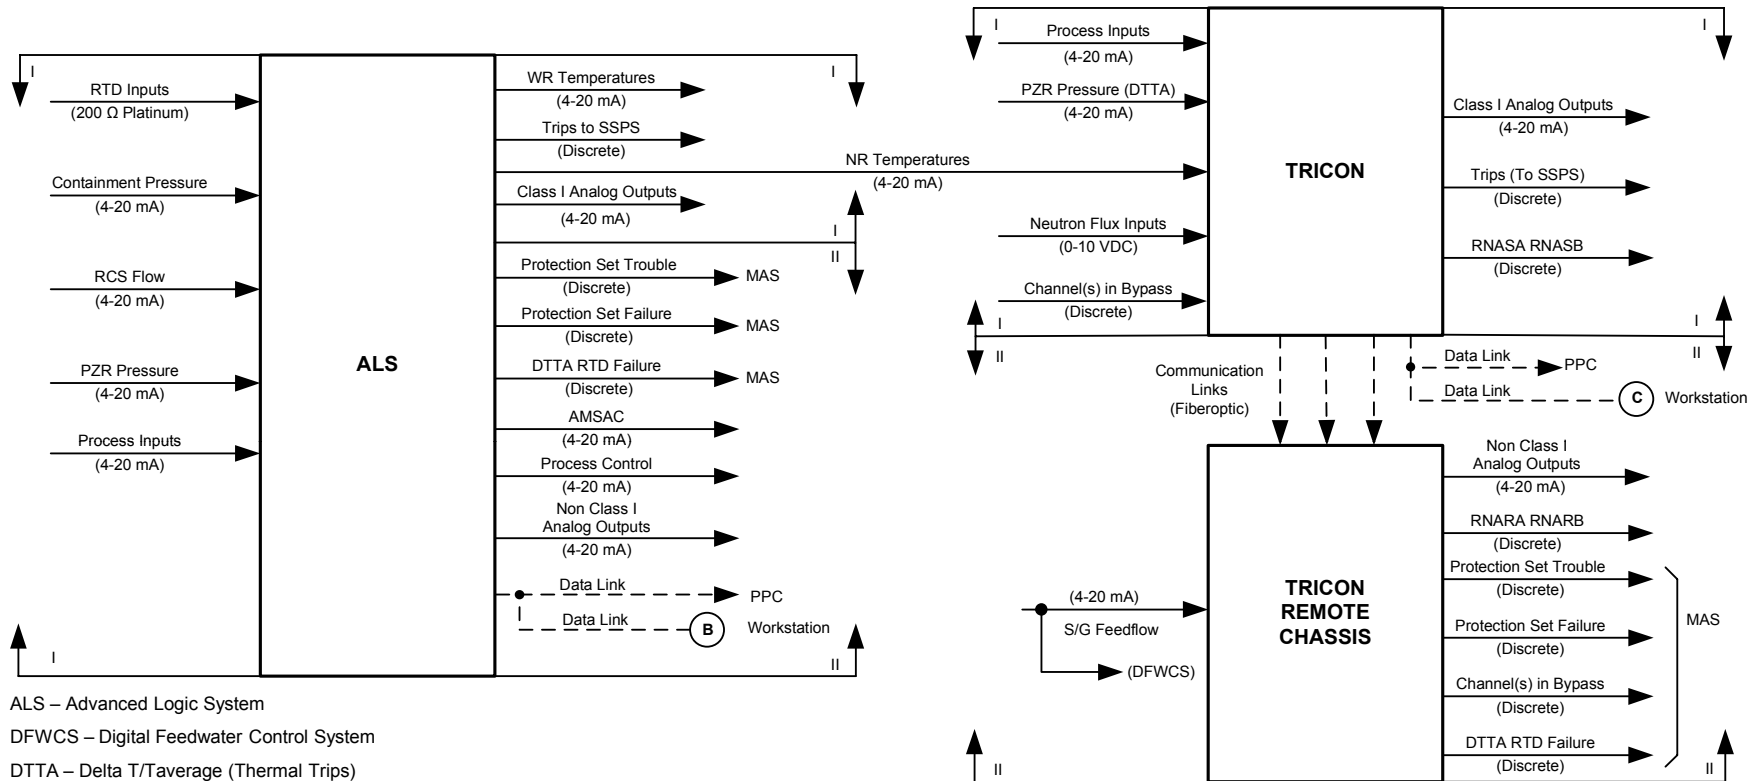 I
I
RTD Inputs
(200 Ω Platinum)
Containment Pressure
(4-20 mA)
RCS Flow
(4-20 mA)
PZR Pressure
(4-20 mA)
Process Inputs
(4-20 mA)
I
ALS
WR Temperatures
(4-20 mA)
Trips to SSPS
(Discrete)
NR Temperatures
(4-20 mA)
Class I Analog Outputs
(4-20 mA)
I
II
Protection Set Trouble
(Discrete)
MAS
Protection Set Failure
(Discrete)
MAS
DTTA RTD Failure
(Discrete)
MAS
AMSAC
(4-20 mA)
Process Control
(4-20 mA)
Non Class I
Analog Outputs
(4-20 mA)
Data Link
PPC
Data Link
B
Workstation
II
I
I
Process Inputs
(4-20 mA)
PZR Pressure (DTTA)
(4-20 mA)
Neutron Flux Inputs
(0-10 VDC)
Channel(s) in Bypass
(Discrete)
I
II
TRICON
Class I Analog Outputs
(4-20 mA)
Trips (To SSPS)
(Discrete)
RNASA RNASB
(Discrete)
I
II
Communication
Links
(Fiberoptic)
Data Link
PPC
Data Link
C
Workstation
(4-20 mA)
S/G Feedflow
(DFWCS)
TRICON
REMOTE
CHASSIS
Non Class I
Analog Outputs
(4-20 mA)
RNARA RNARB
(Discrete)
Protection Set Trouble
(Discrete)
Protection Set Failure
(Discrete)
Channel(s) in Bypass
(Discrete)
DTTA RTD Failure
(Discrete)
MAS
II
II
ALS – Advanced Logic System
DFWCS – Digital Feedwater Control System
DTTA – Delta T/Taverage (Thermal Trips)